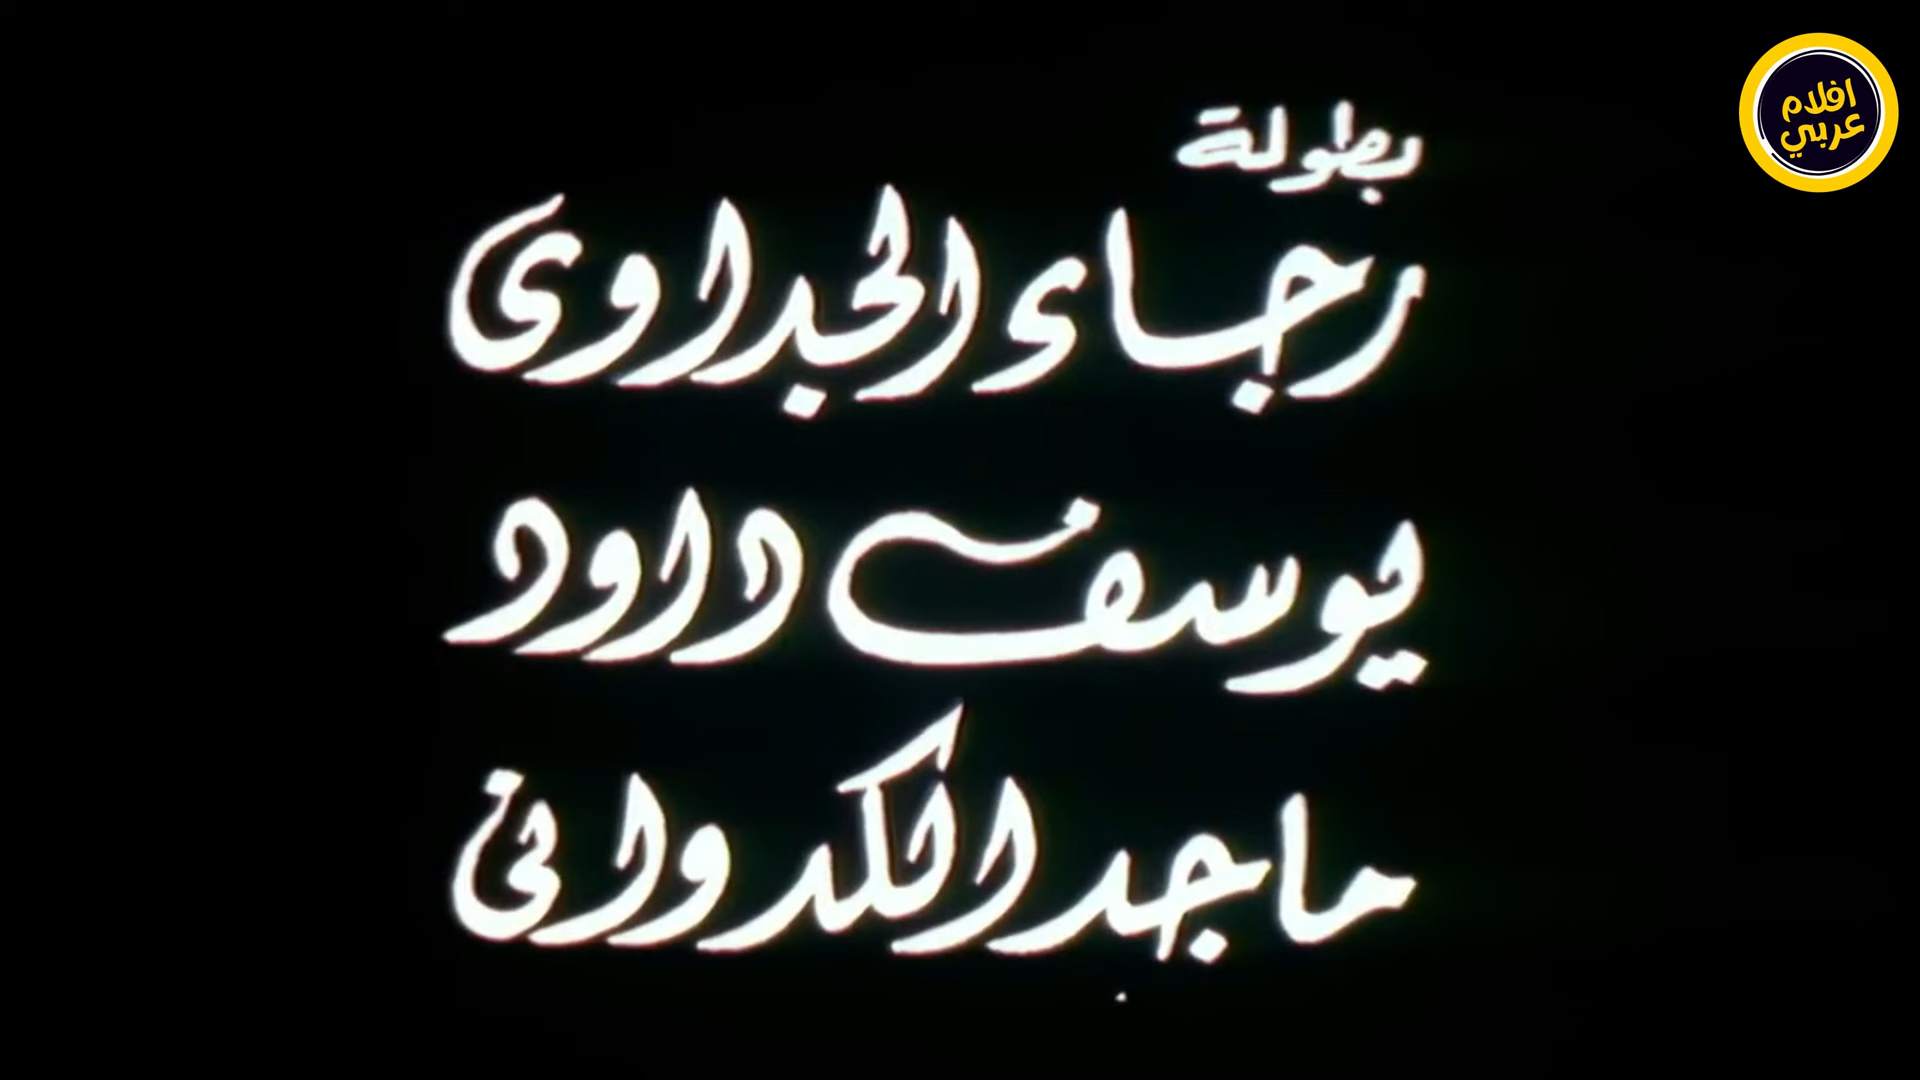 بطولة
رجاء الجداوى
يوسف داود
ماجد الكدوانى
افلام
عربي